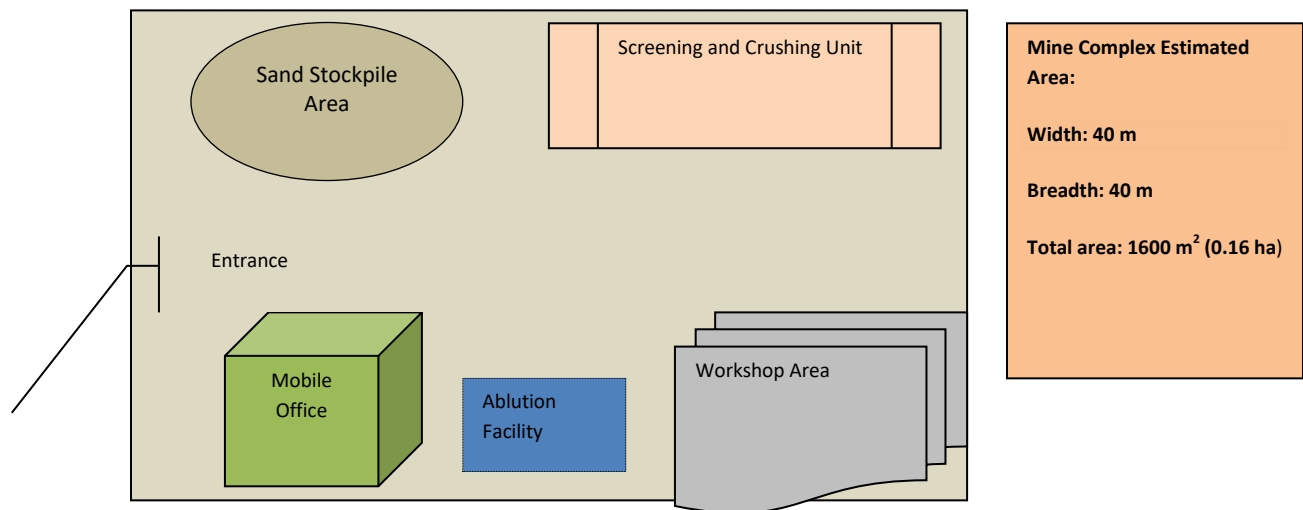 Sand Stockpile
Area
Screening and Crushing Unit
Mine Complex Estimated
Area:
Width: 40 m
Breadth: 40 m
Total area: 1600 m² (0.16 ha)
Entrance
Mobile
Office
Ablution
Facility
Workshop Area